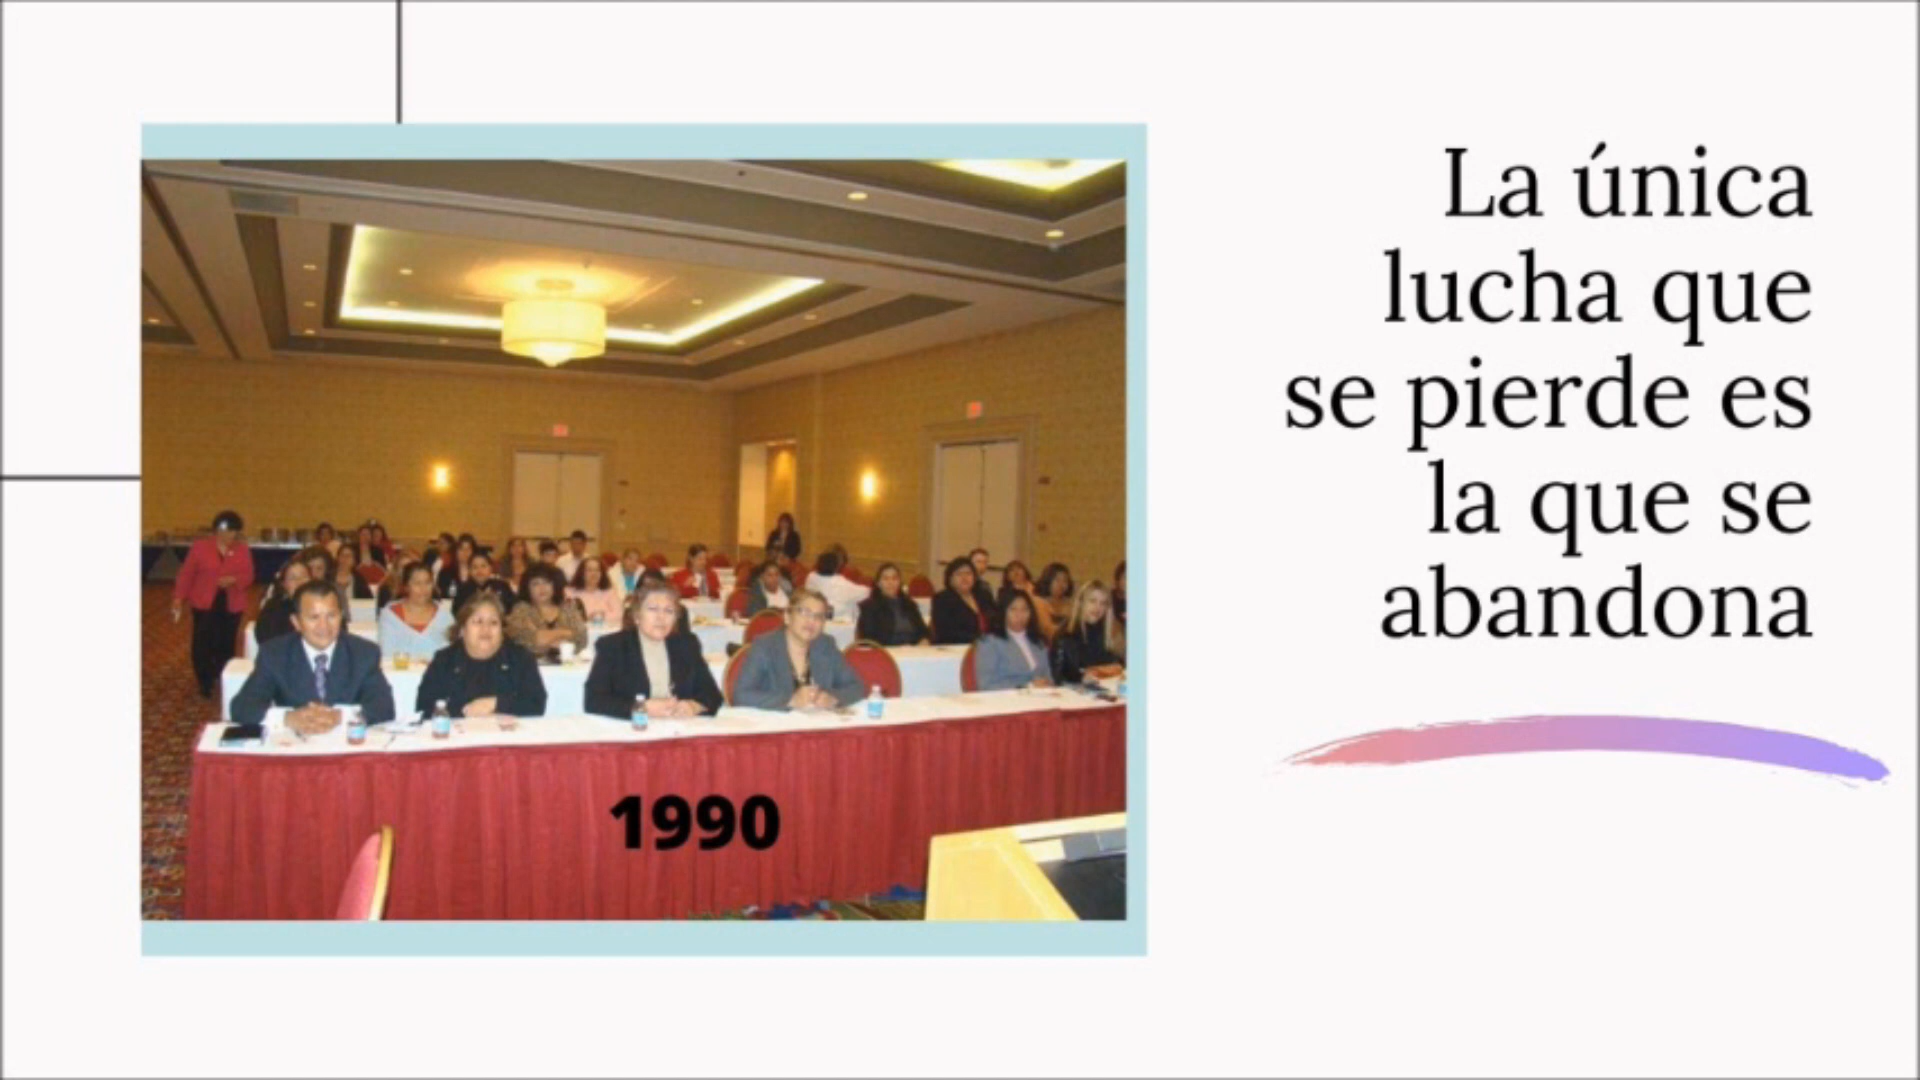 La única
lucha que
se pierde es
la que se
abandona
1990